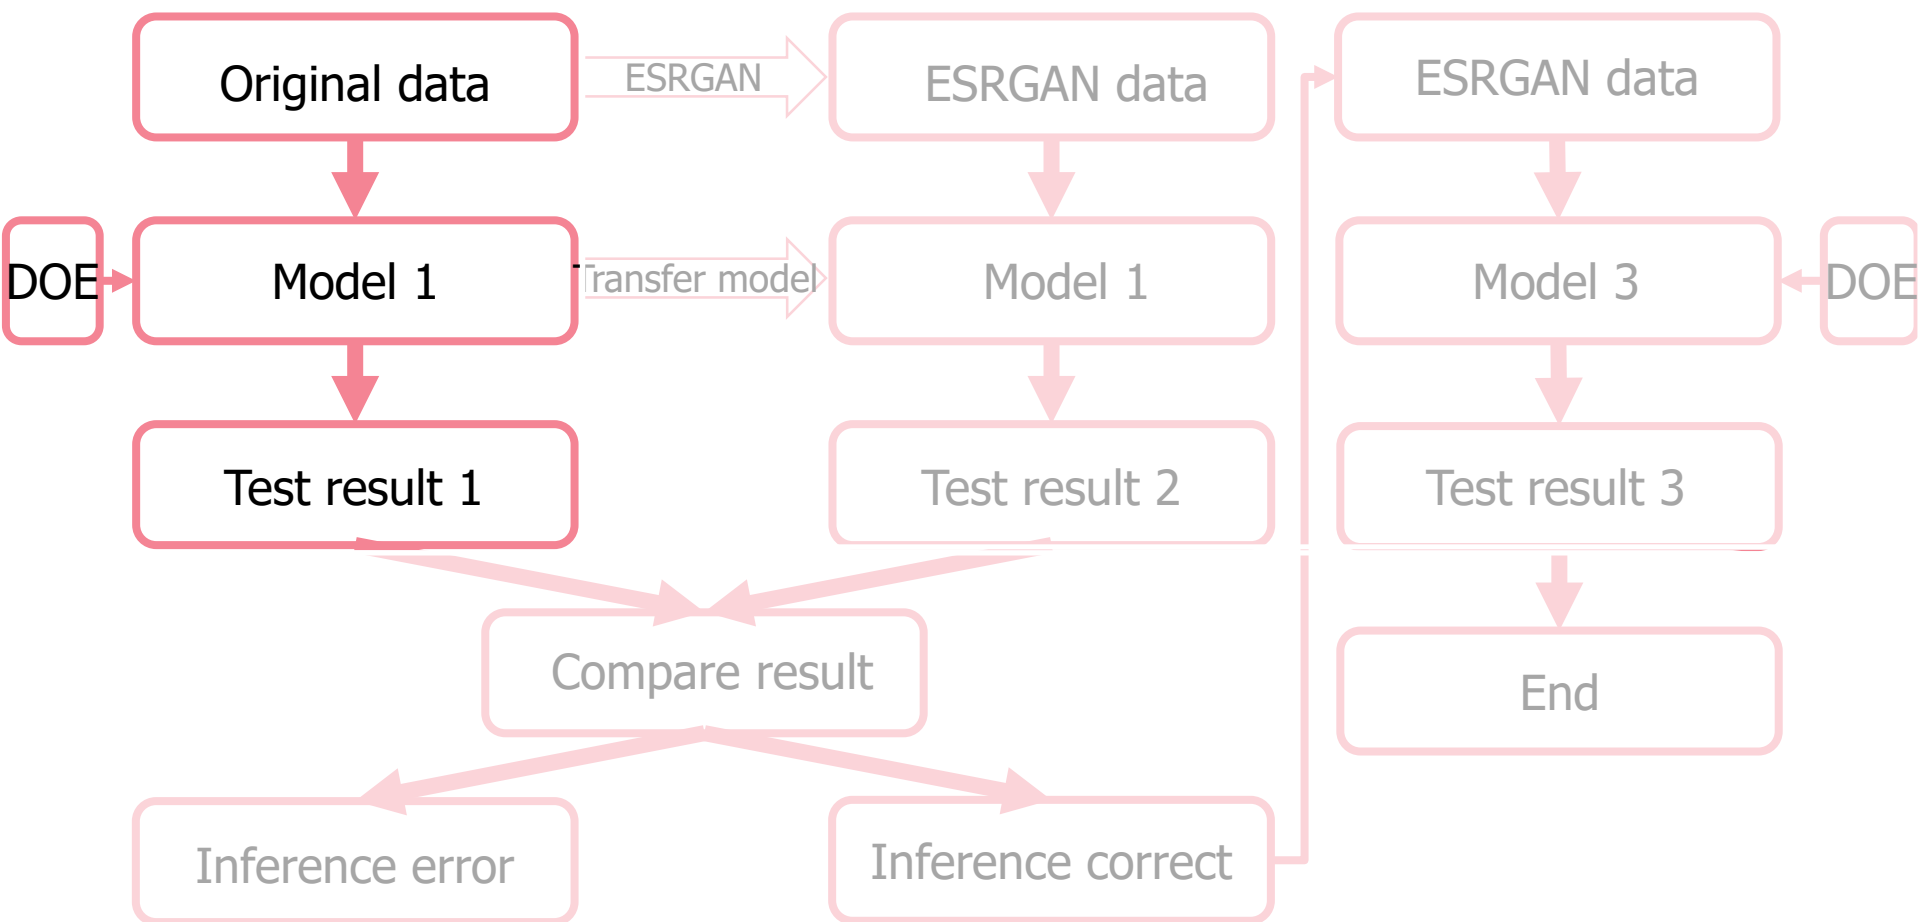 Original data
ESRGAN
ESRGAN data
ESRGAN data
DOE
Model 1
Transfer model
Model 1
Model 3
DOE
Test result 1
Test result 2
Test result 3
Compare result
End
Inference error
Inference correct